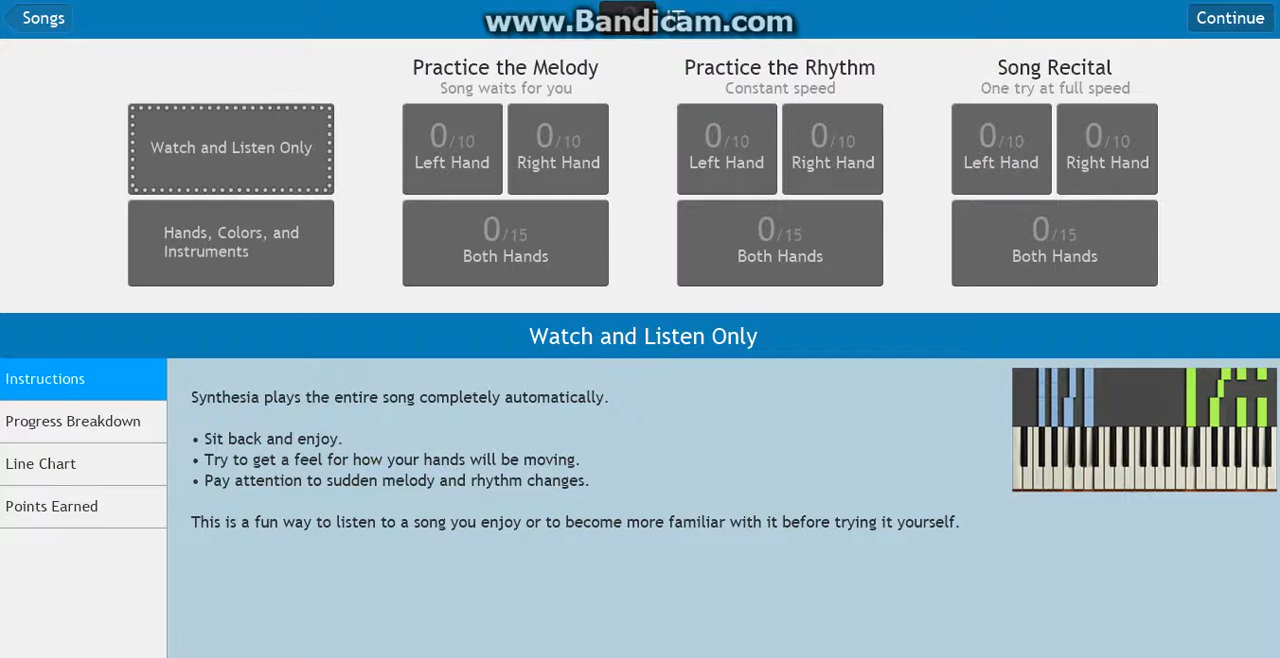 Songs
www.Bandicam.com
Continue
Practice the Melody
Song waits for you
Practice the Rhythm
Constant speed
Song Recital
One try at full speed
Watch and Listen Only
0/10
Left Hand
0/10
Right Hand
0/10
Left Hand
0/10
Right Hand
0/10
Left Hand
0/10
Right Hand
Hands, Colors, and
Instruments
0/15
Both Hands
0/15
Both Hands
0/15
Both Hands
Watch and Listen Only
Instructions
Progress Breakdown
Line Chart
Points Earned
Synthesia plays the entire song completely automatically.
• Sit back and enjoy.
• Try to get a feel for how your hands will be moving.
• Pay attention to sudden melody and rhythm changes.
This is a fun way to listen to a song you enjoy or to become more familiar with it before trying it yourself.